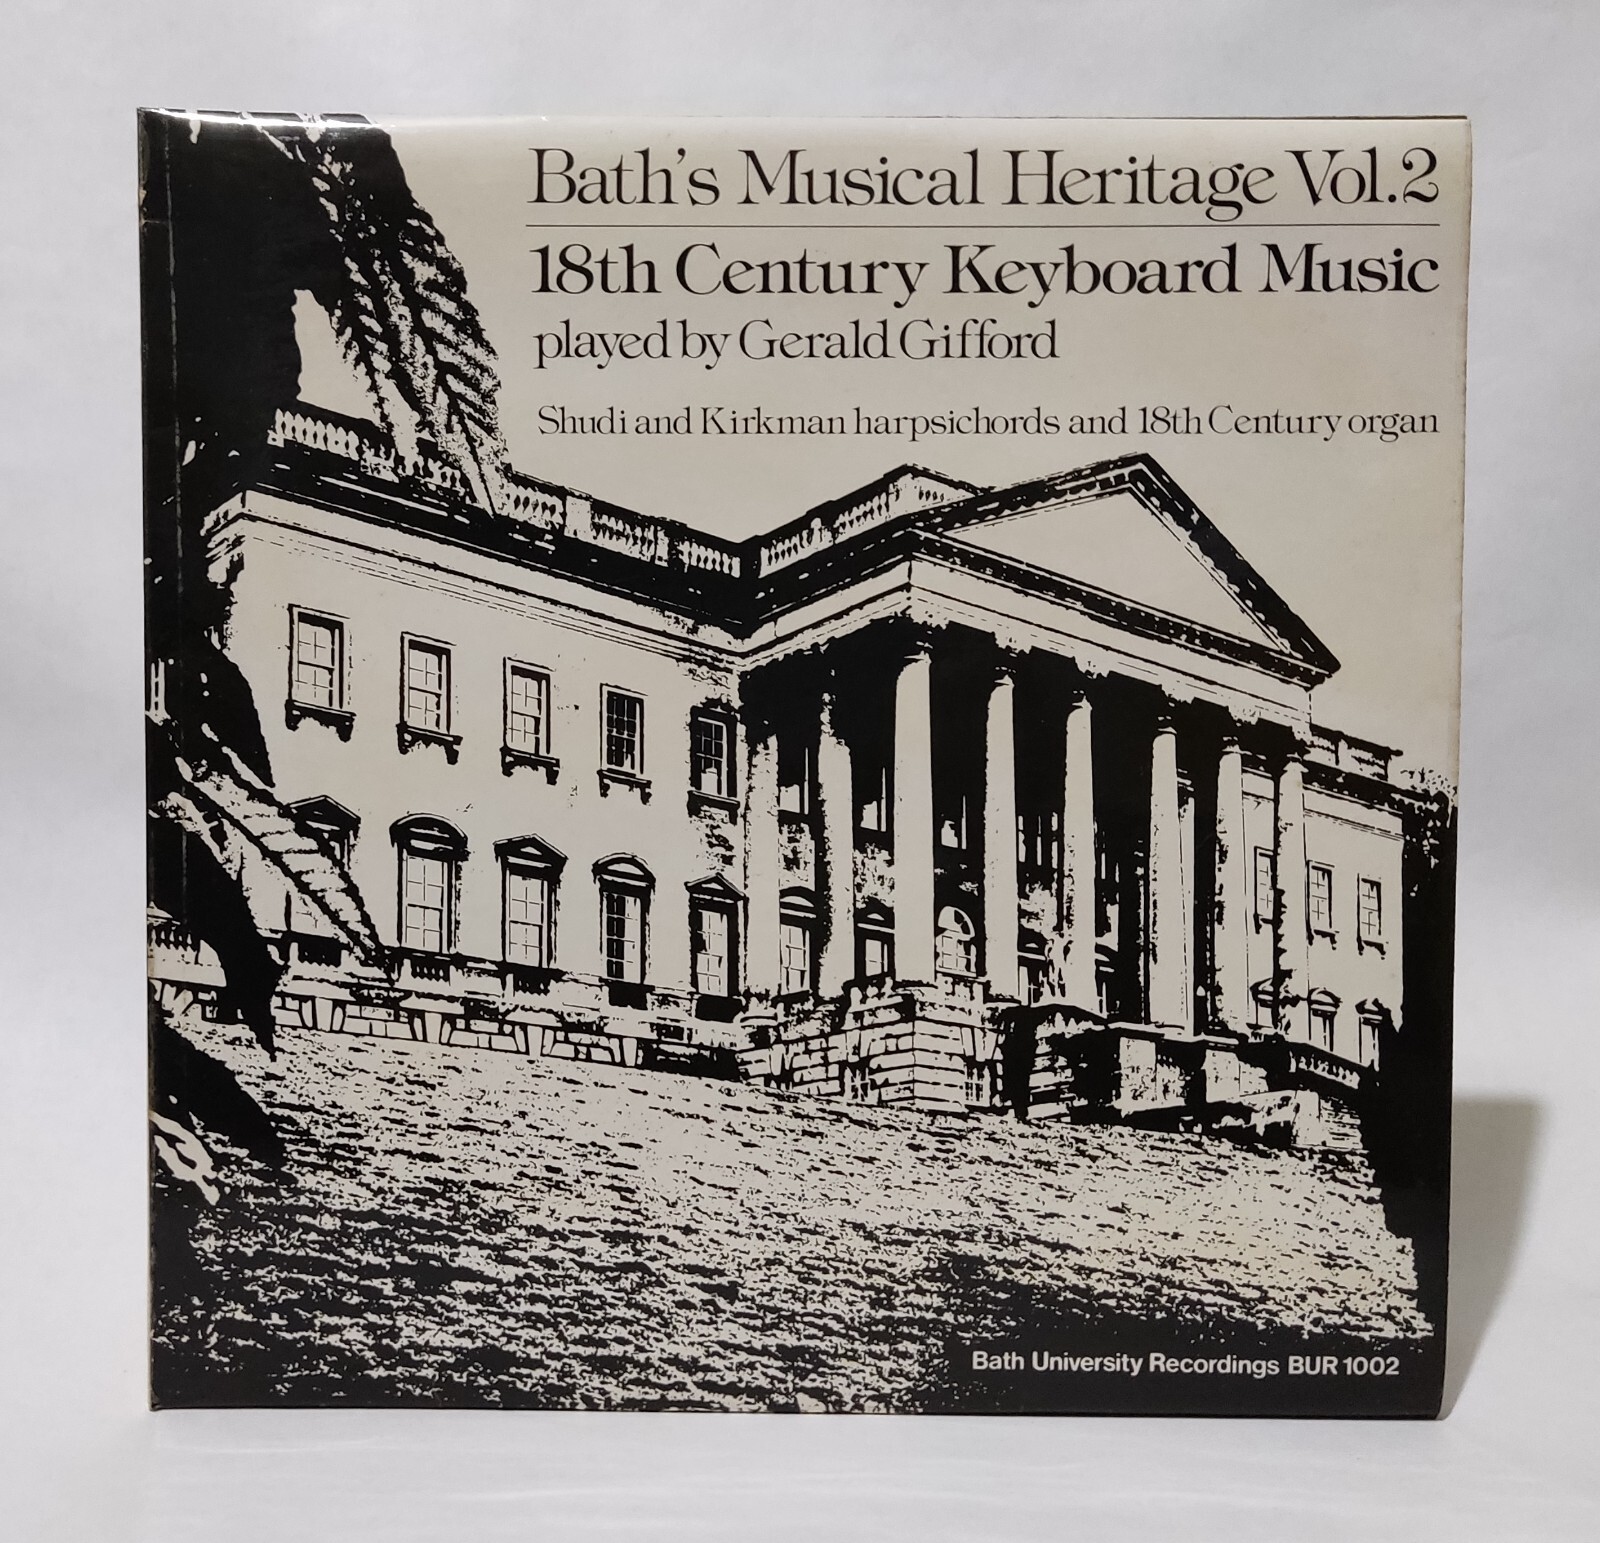 Bath's Musical Heritage Vol.2
18th Century Keyboard Music
played by Gerald Gifford
Shudi and Kirkman harpsichords and 18th Century organ
Bath University Recordings BUR 1002